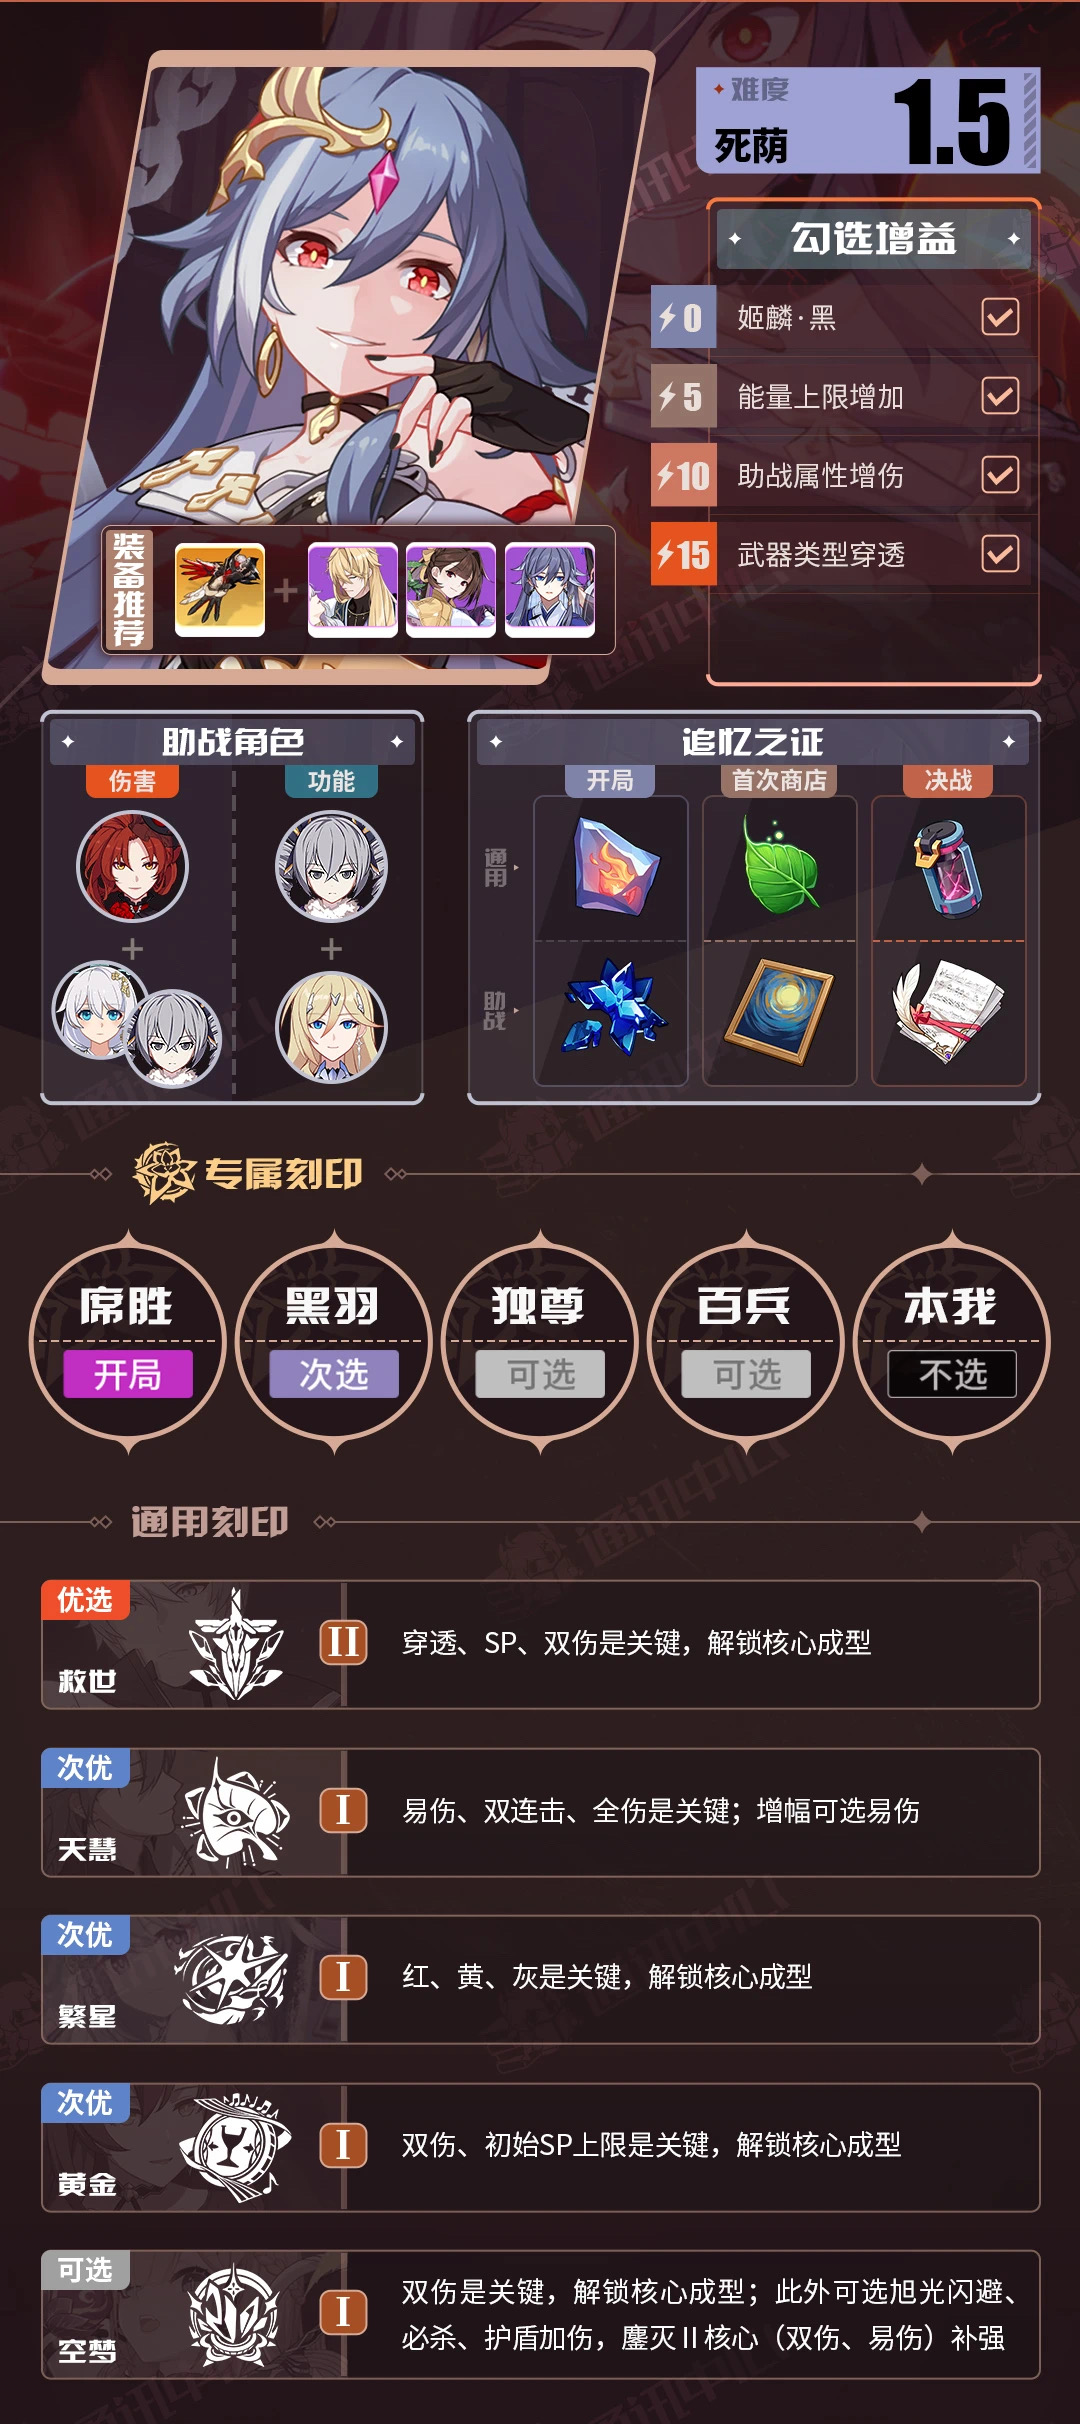 难度
死荫
1.5
勾选增益
0 姬麟·黑
5 能量上限增加
10 助战属性增伤
15 武器类型穿透
装备推荐
助战角色
伤害 功能
追忆之证
开局 首次商店 决战
通用
助战
专属刻印
席胜 黑羽 独尊 百兵 本我
开局 次选 可选 可选 不选
通用刻印
优选
救世
II
穿透、SP、双伤是关键，解锁核心成型
次优
天慧
I
易伤、双连击、全伤是关键；增幅可选易伤
次优
繁星
I
红、黄、灰是关键，解锁核心成型
次优
黄金
I
双伤、初始SP上限是关键，解锁核心成型
可选
空梦
I
双伤是关键，解锁核心成型；此外可选旭光闪避、
必杀、护盾加伤，鏖灭II核心（双伤、易伤）补强
通讯中心